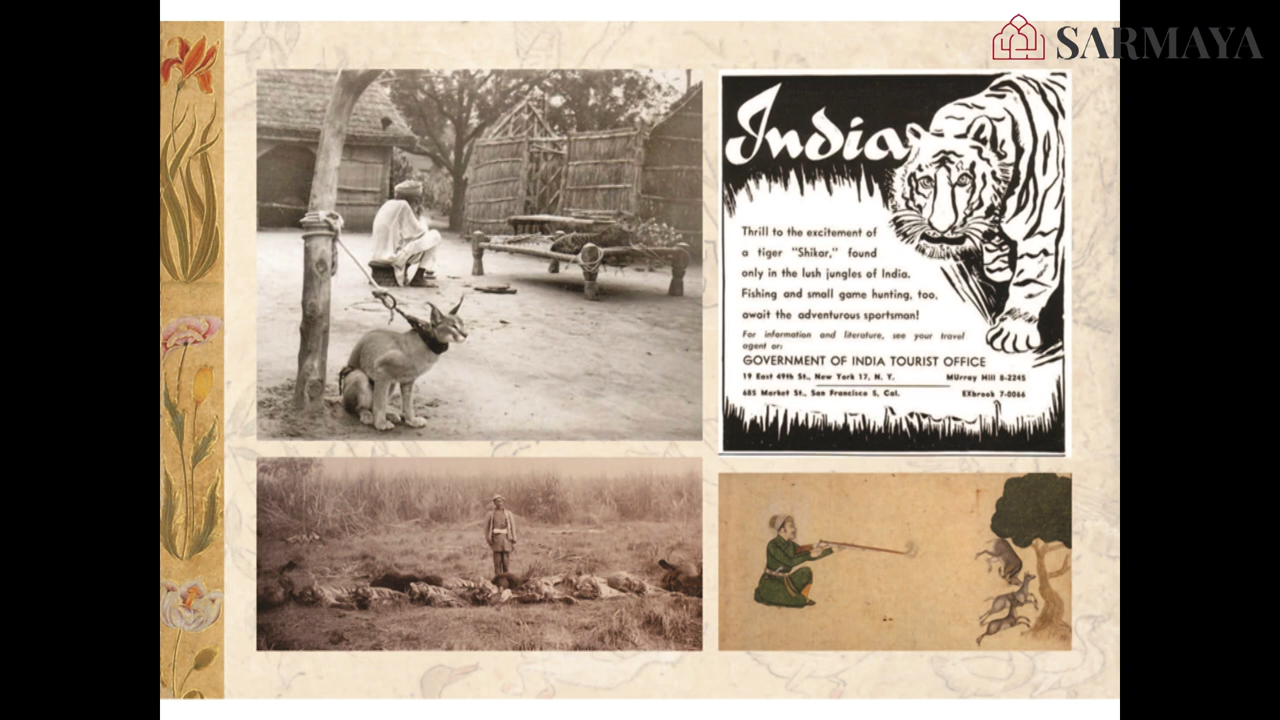 SARMAYA
India
Thrill to the excitement of
a tiger "Shikar," found
only in the lush jungles of India.
Fishing and small game hunting, too,
await the adventurous sportsman!
For information and literature, see your travel
agent or:
GOVERNMENT OF INDIA TOURIST OFFICE
19 East 49th St., New York 17, N. Y. MUrray Hill 8-2245
685 Market St., San Francisco 5, Cal. EXbrook 7-0066